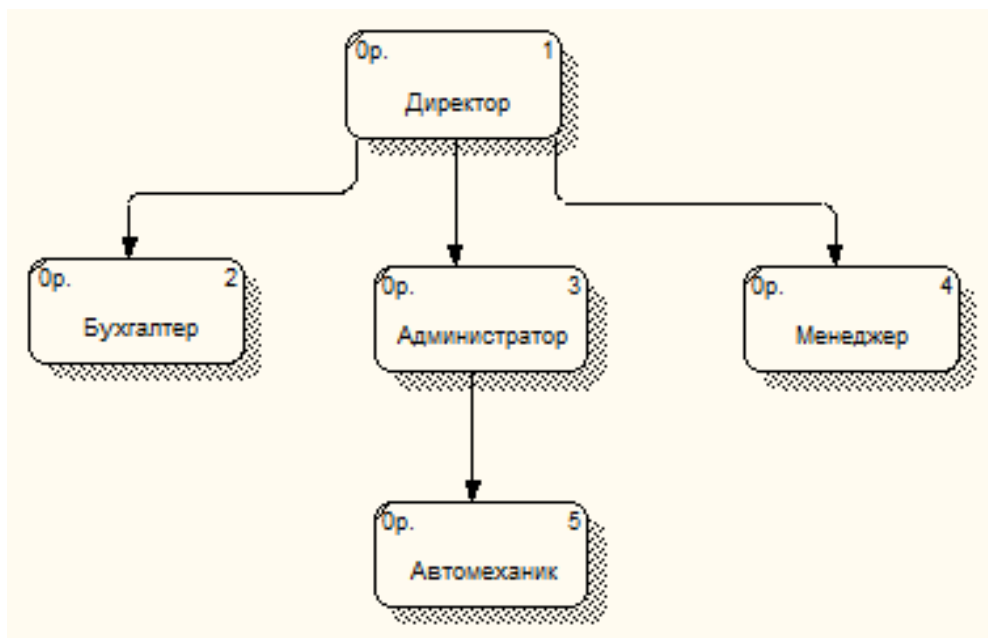 0р. 1
Директор
0р. 2
Бухгалтер
0р. 3
Администратор
0р. 4
Менеджер
0р. 5
Автомеханик